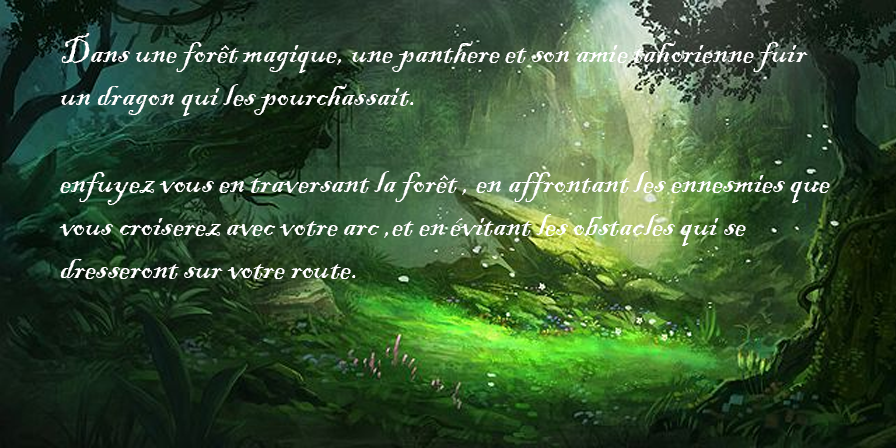 Dans une forêt magique, une panthere et son amie fuir
un dragon qui les pourchassait.
enfuyez vous en traversant la forêt , en affrontant les ennesmies que
vous croiserez avec votre arc ,et en évitant les obstacles qui se
dresseront sur votre route.